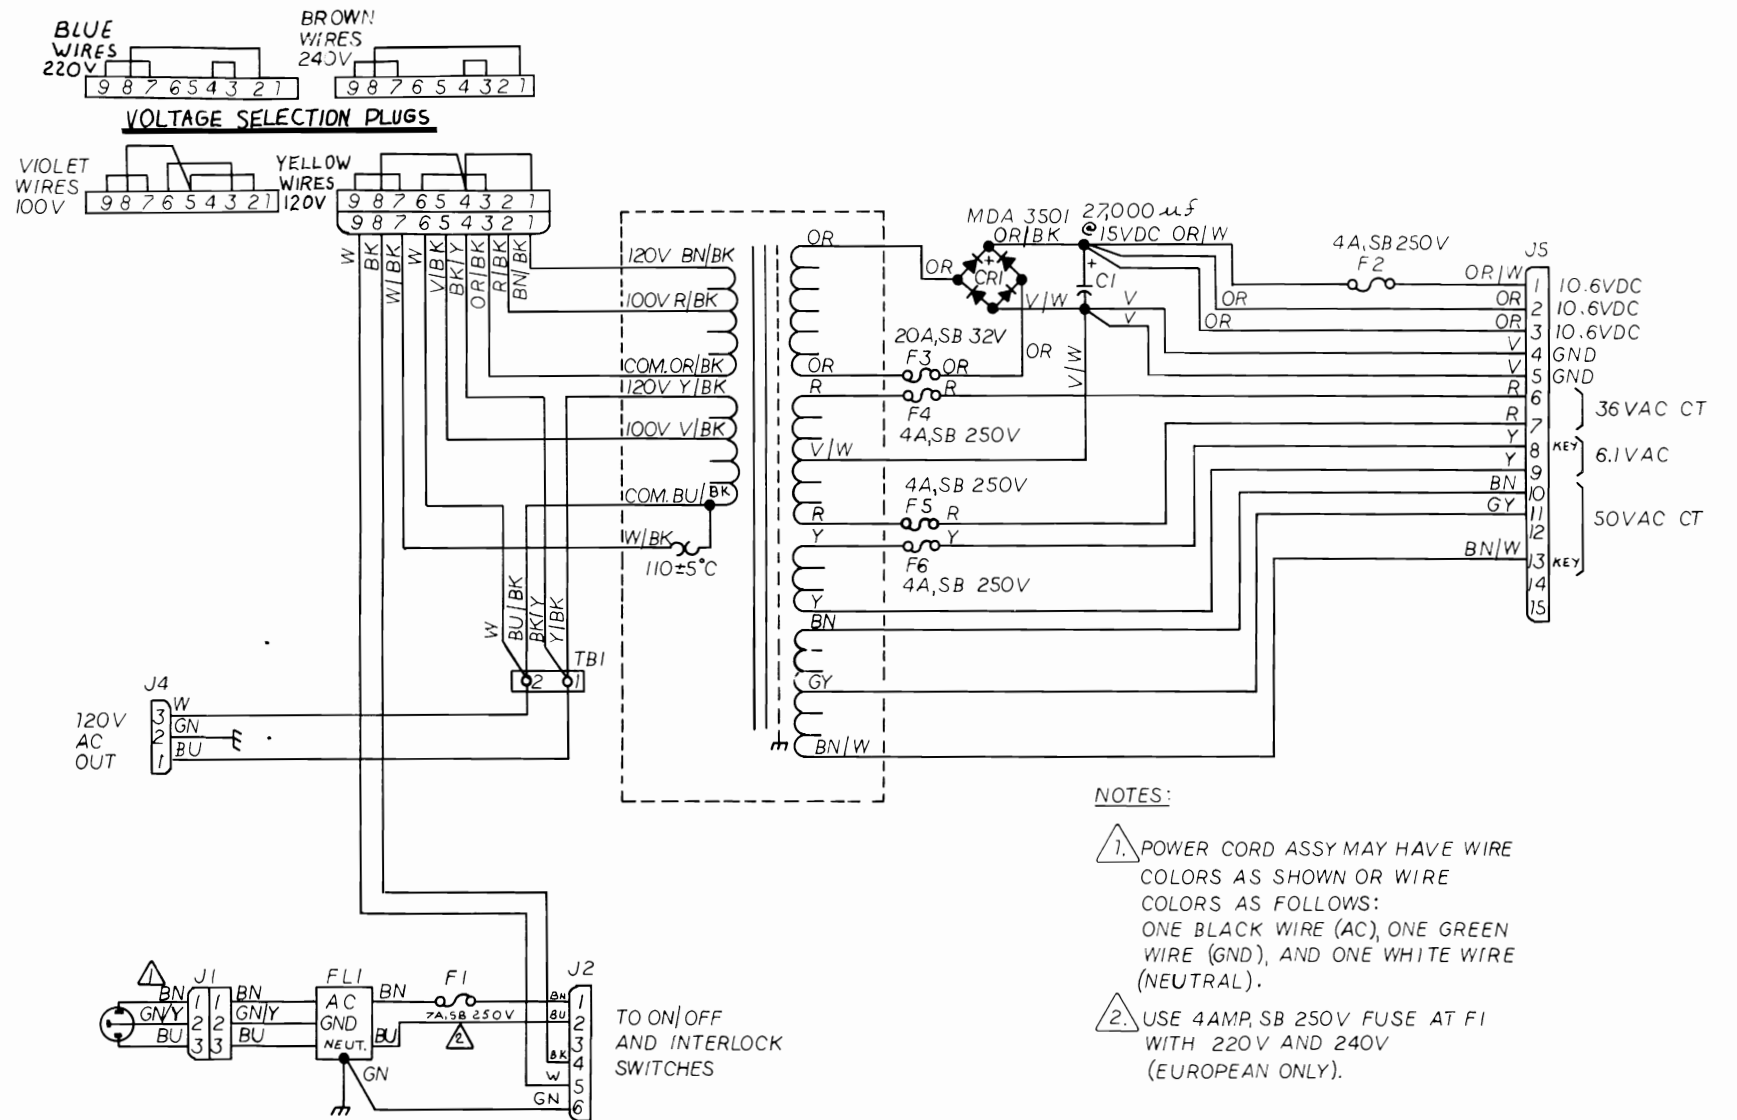 BLUE
WIRES
220V
9 8 7 6 5 4 3 2 1
BROWN
WIRES
240V
9 8 7 6 5 4 3 2 1
VOLTAGE SELECTION PLUGS
VIOLET
WIRES
100V
9 8 7 6 5 4 3 2 1
YELLOW
WIRES
120V
9 8 7 6 5 4 3 2 1
9 8 7 6 5 4 3 2 1
W
BK
W/BK
W
V/BK
BK/Y
OR/BK
R/BK
BN/BK
120V BN/BK
100V R/BK
COM. OR/BK
120V Y/BK
100V V/BK
COM. BU/BK
W/BK
110±5°C
W
BU/BK
BK/Y
Y/BK
TB1
2 1
J4
120V
AC
OUT
3 W
2 GN
1 BU
OR
OR
R
V/W
R
Y
Y
BN
GY
BN/W
MDA 3501
OR/BK
OR
CR1
+
27,000 uf
@15VDC OR/W
+
C1
V/W
V
V
OR
V/W
20A, SB 32V
F3
OR
R
F4
4A, SB 250V
4A, SB 250V
F5
R
Y
F6
4A, SB 250V
4A, SB 250V
F2
OR
OR
J5
OR/W 1 10.6VDC
OR 2 10.6VDC
OR 3 10.6VDC
V 4 GND
V 5 GND
R 6
36VAC CT
R 7
Y 8 KEY
6.1VAC
Y 9
BN 10
GY 11
50VAC CT
12
BN/W 13 KEY
14
15
NOTES:
1. POWER CORD ASSY MAY HAVE WIRE
COLORS AS SHOWN OR WIRE
COLORS AS FOLLOWS:
ONE BLACK WIRE (AC), ONE GREEN
WIRE (GND), AND ONE WHITE WIRE
(NEUTRAL).
2. USE 4AMP, SB 250V FUSE AT F1
WITH 220V AND 240V
(EUROPEAN ONLY).
1
J1
BN 1 1 BN
GN/Y 2 2 GN/Y
BU 3 3 BU
FL1
AC
GND
NEUT.
BN
BU
GN
F1
7A, SB 250V
2
J2
BN 1
BU 2
3
BK 4
W 5
GN 6
TO ON/OFF
AND INTERLOCK
SWITCHES